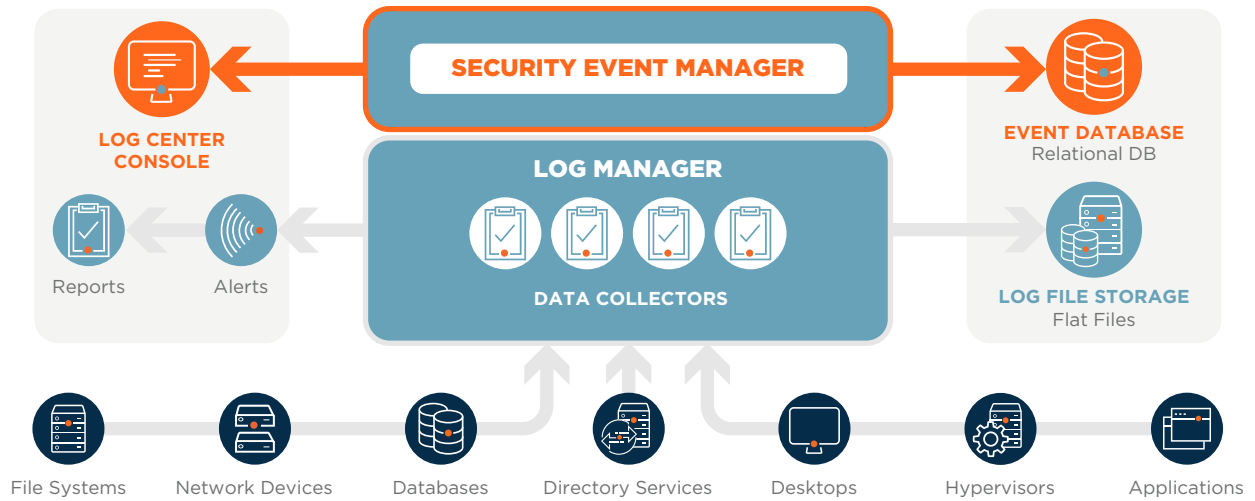 SECURITY EVENT MANAGER
LOG CENTER
CONSOLE
EVENT DATABASE
Relational DB
LOG MANAGER
Reports
Alerts
DATA COLLECTORS
LOG FILE STORAGE
Flat Files
File Systems
Network Devices
Databases
Directory Services
Desktops
Hypervisors
Applications